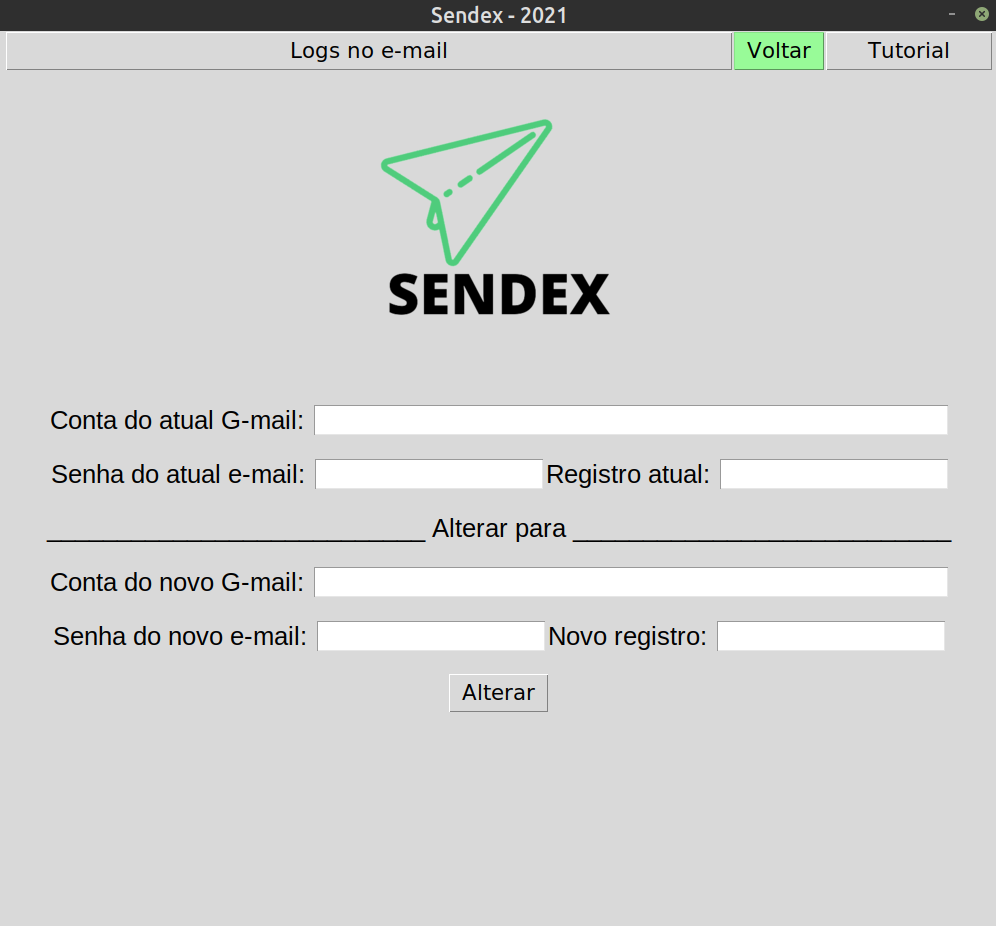 Sendex - 2021
Logs no e-mail Voltar Tutorial
SENDEX
Conta do atual G-mail:
Senha do atual e-mail: Registro atual:
___________________________ Alterar para ___________________________
Conta do novo G-mail:
Senha do novo e-mail: Novo registro:
Alterar